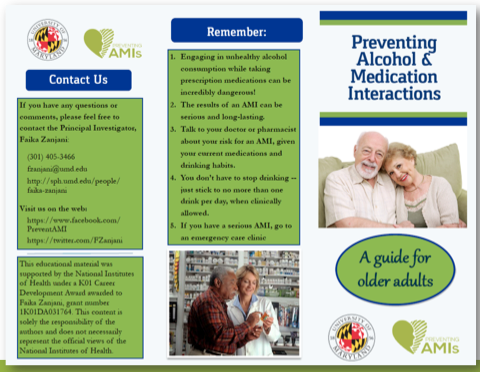 UNIVERSITY OF
MARYLAND
PREVENTING
AMIs
Contact Us
If you have any questions or
comments, please feel free to
contact the Principal Investigator,
Faika Zanjani.
(301) 405-3466
fzanjani@umd.edu
http://sph.umd.edu/people/
faika-zanjani
Visit us on the web:
https://www.facebook.com/
PreventAMI
https://twitter.com/FZanjani
This educational material was
supported by the National Institutes
of Health under a K01 Career
Development Award awarded to
Faika Zanjani, grant number
1K01DA031764. This content is
solely the responsibility of the
authors and does not necessarily
represent the official views of the
National Institutes of Health.
Remember:
1. Engaging in unhealthy alcohol
consumption while taking
prescription medications can be
incredibly dangerous!
2. The results of an AMI can be
serious and long-lasting.
3. Talk to your doctor or pharmacist
about your risk for an AMI, given
your current medications and
drinking habits.
4. You don't have to stop drinking --
just stick to no more than one
drink per day, when clinically
allowed.
5. If you have a serious AMI, go to
an emergency care clinic
Preventing
Alcohol &
Medication
Interactions
A guide for
older adults
UNIVERSITY OF
MARYLAND
PREVENTING
AMIs